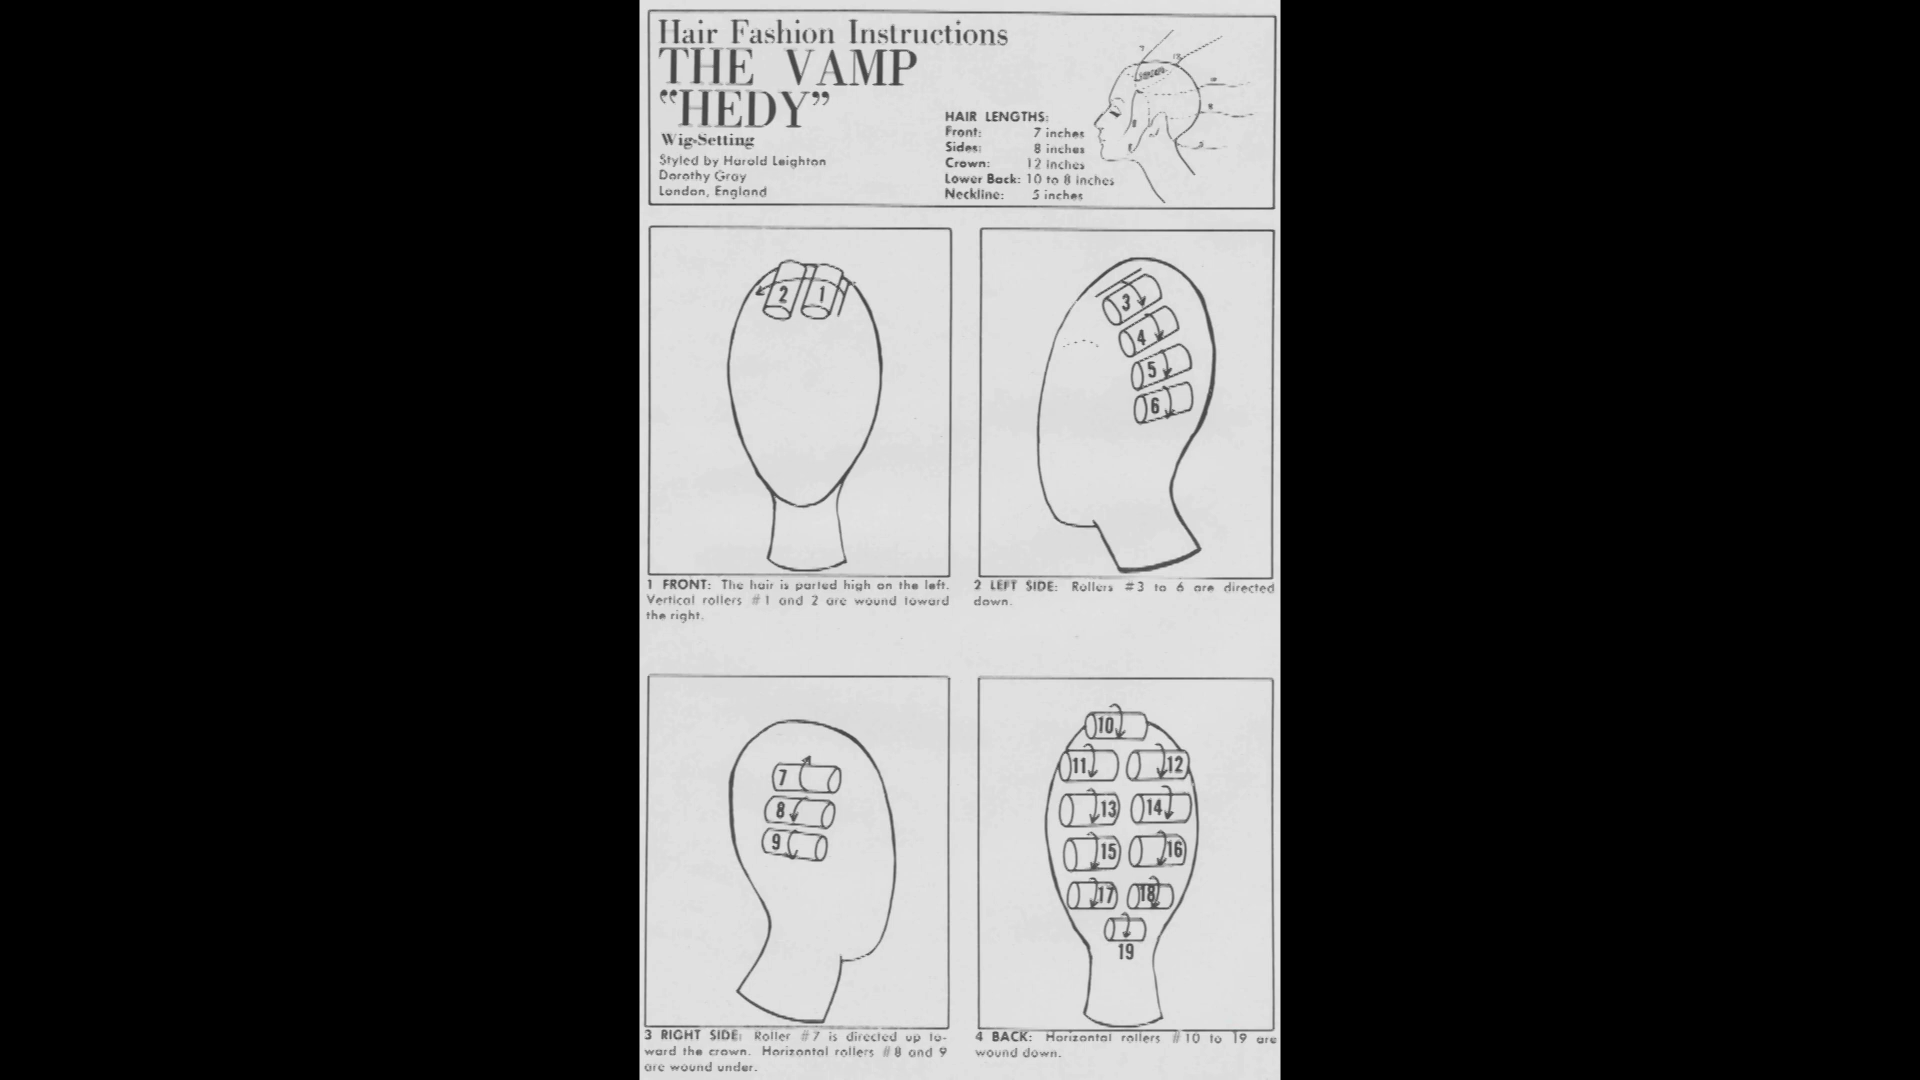 Hair Fashion Instructions
THE VAMP
“HEDY”
Wig-Setting
Styled by Harold Leighton
Dorothy Gray
London, England
HAIR LENGTHS:
Front: 7 inches
Sides: 8 inches
Crown: 12 inches
Lower Back: 10 to 8 inches
Neckline: 5 inches
7
12
10
8
5
8
2
1
3
4
5
6
1 FRONT: The hair is parted high on the left.
Vertical rollers #1 and 2 are wound toward
the right.
2 LEFT SIDE: Rollers #3 to 6 are directed
down.
7
8
9
10
11
12
13
14
15
16
17
18
19
3 RIGHT SIDE: Roller #7 is directed up to-
ward the crown. Horizontal rollers #8 and 9
are wound under.
4 BACK: Horizontal rollers #10 to 19 are
wound down.